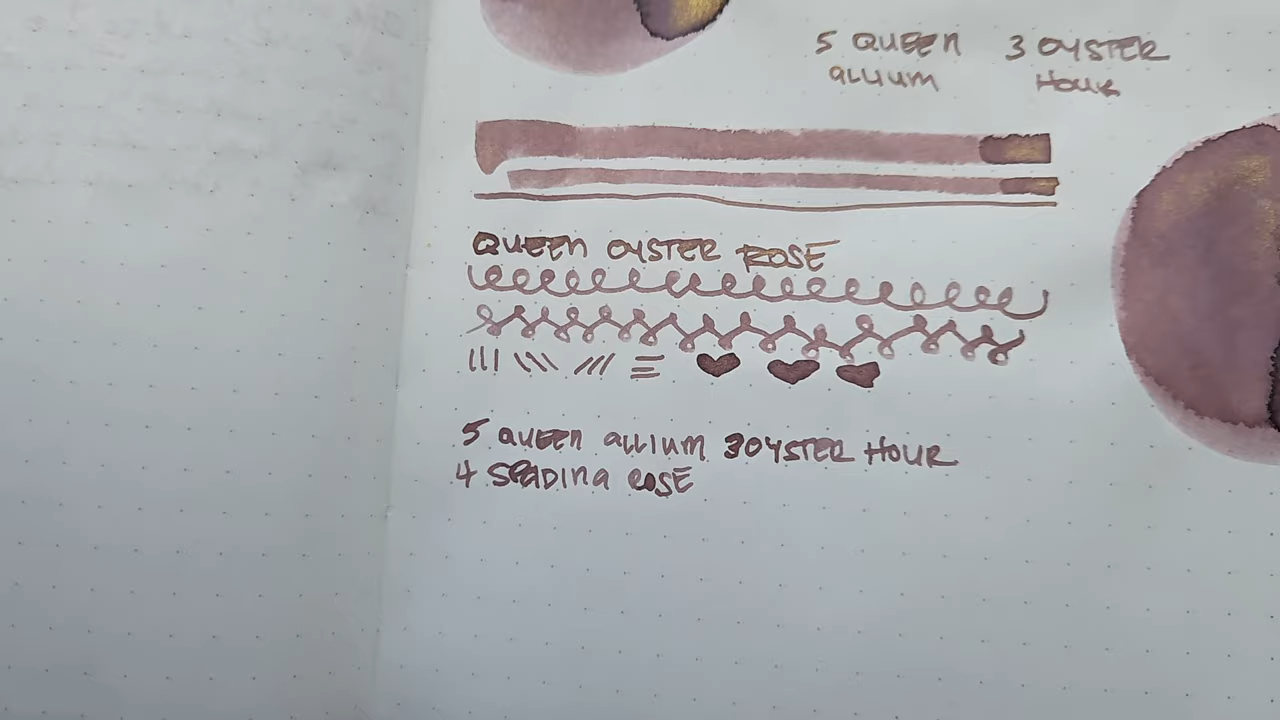 5 QUEEN 3 OYSTER
allium Hour
QUEEN OYSTER ROSE
5 QUEEN allium 3 OYSTER HOUR
4 SPADINA ROSE